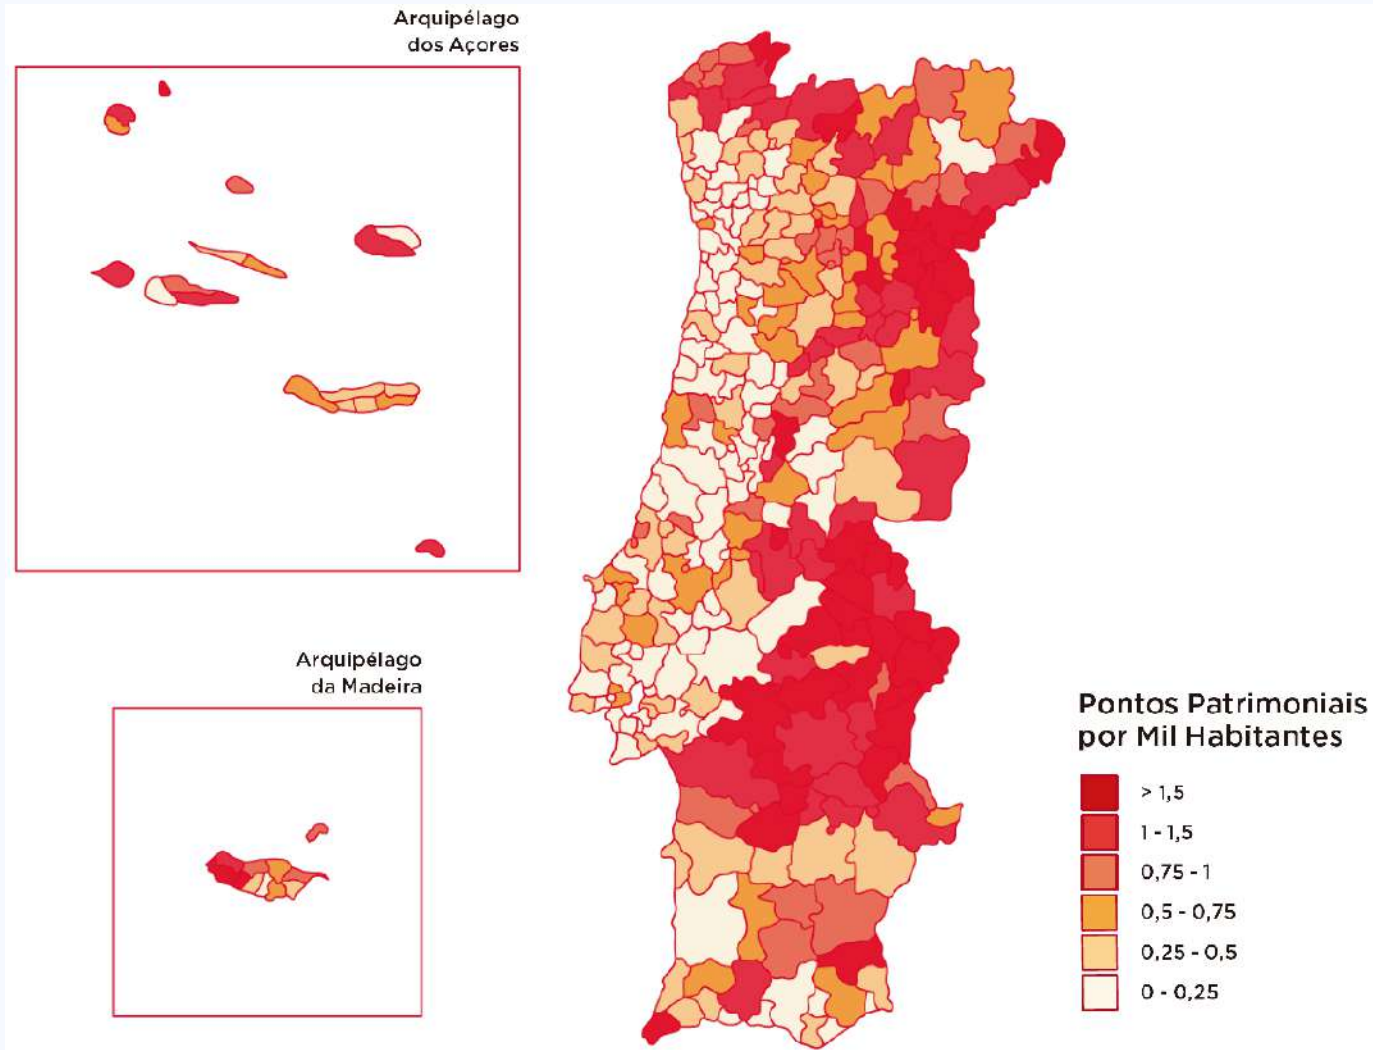 Arquipélago
dos Açores
Arquipélago
da Madeira
Pontos Patrimoniais
por Mil Habitantes
> 1,5
1 - 1,5
0,75 - 1
0,5 - 0,75
0,25 - 0,5
0 - 0,25